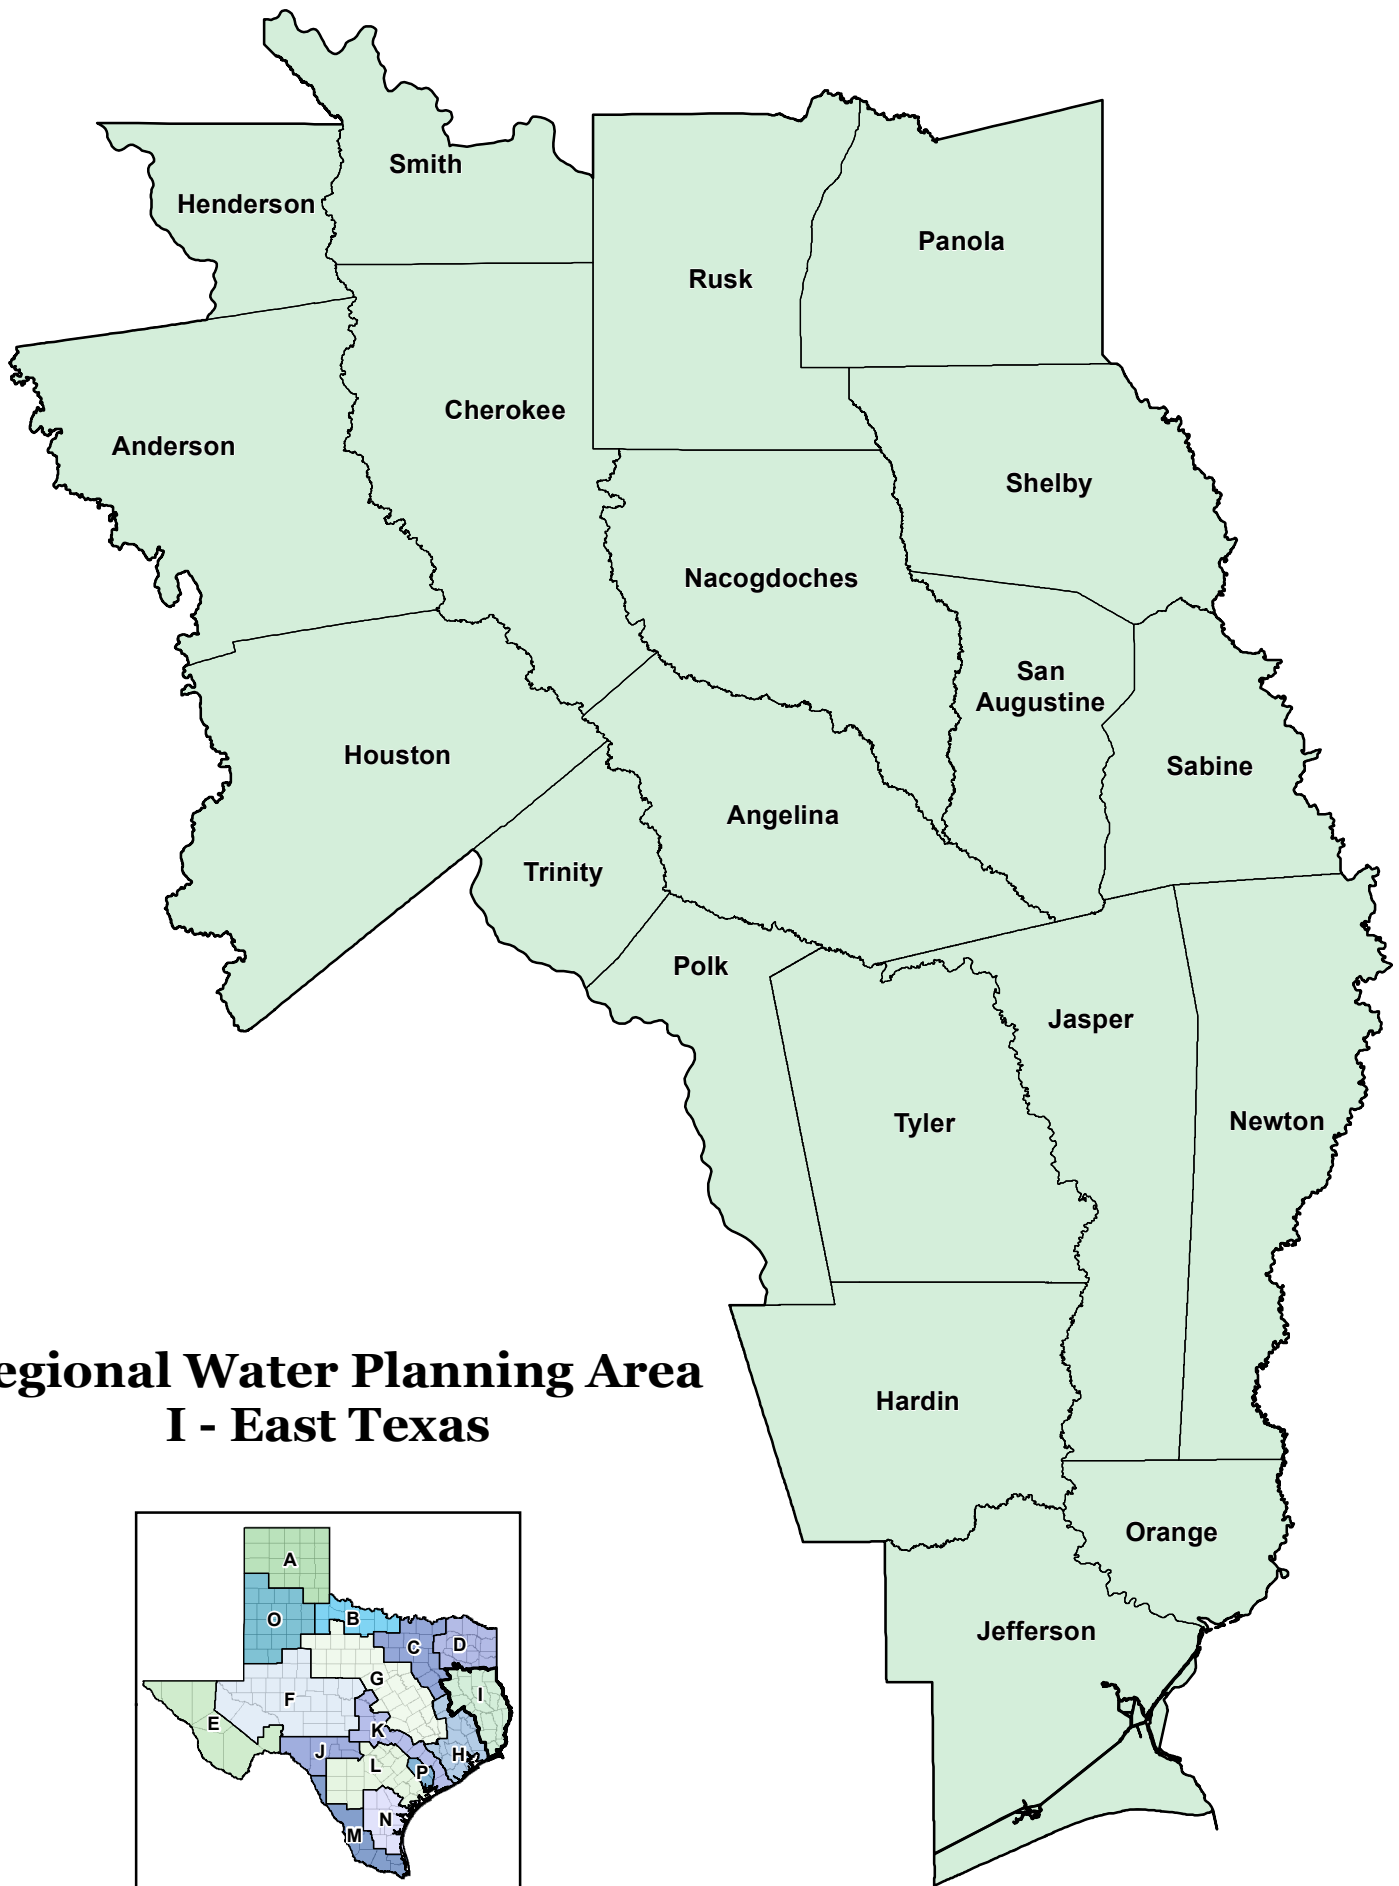 Smith
Henderson
Panola
Rusk
Cherokee
Anderson
Shelby
Nacogdoches
San
Augustine
Houston
Sabine
Angelina
Trinity
Polk
Jasper
Tyler
Newton
egional Water Planning Area
I - East Texas
Hardin
Orange
Jefferson
A
O
B
C
D
G
I
F
E
K
J
H
L
P
N
M